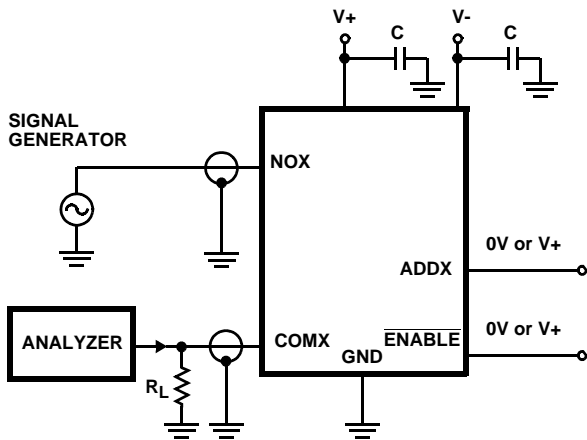 V+
V-
C
C
SIGNAL
GENERATOR
NOX
0V or V+
ADDX
0V or V+
ANALYZER
COMX
ENABLE
GND
RL